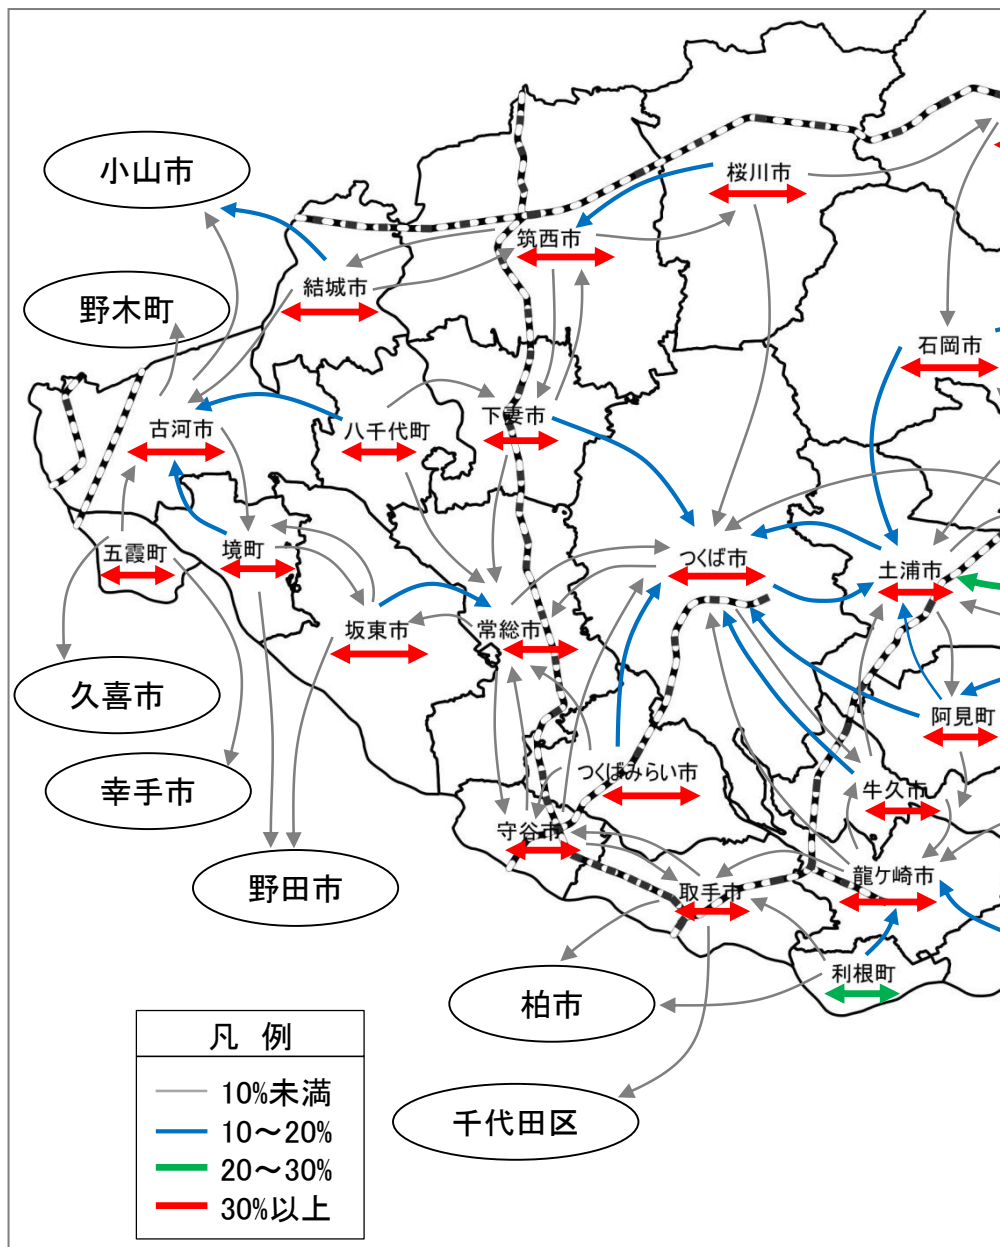 小山市
桜川市
筑西市
結城市
野木町
石岡市
古河市
八千代町
下妻市
五霞町
境町
つくば市
土浦市
坂東市
常総市
久喜市
阿見町
幸手市
つくばみらい市
牛久市
守谷市
野田市
取手市
龍ケ崎市
利根町
柏市
凡 例
10%未満
10～20%
20～30%
30%以上
千代田区